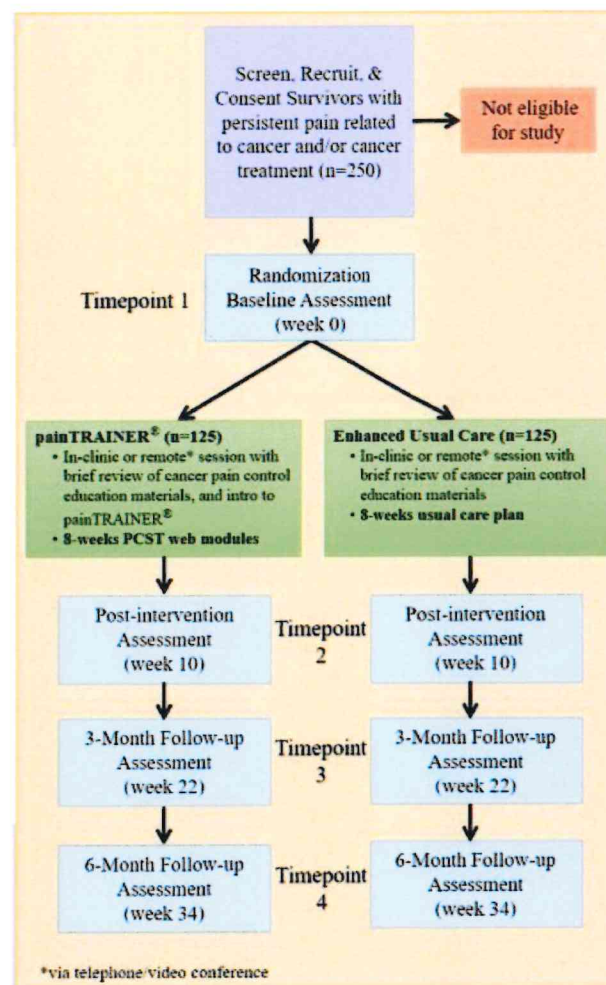 Screen, Recruit, &
Consent Survivors with
persistent pain related
to cancer and/or cancer
treatment (n=250)
Not eligible
for study
Timepoint 1
Randomization
Baseline Assessment
(week 0)
painTRAINER® (n=125)
• In-clinic or remote* session with
brief review of cancer pain control
education materials, and intro to
painTRAINER®
• 8-weeks PCST web modules
Enhanced Usual Care (n=125)
• In-clinic or remote* session with
brief review of cancer pain control
education materials
• 8-weeks usual care plan
Post-intervention
Assessment
(week 10)
Timepoint
2
Post-intervention
Assessment
(week 10)
3-Month Follow-up
Assessment
(week 22)
Timepoint
3
3-Month Follow-up
Assessment
(week 22)
6-Month Follow-up
Assessment
(week 34)
Timepoint
4
6-Month Follow-up
Assessment
(week 34)
*via telephone/video conference